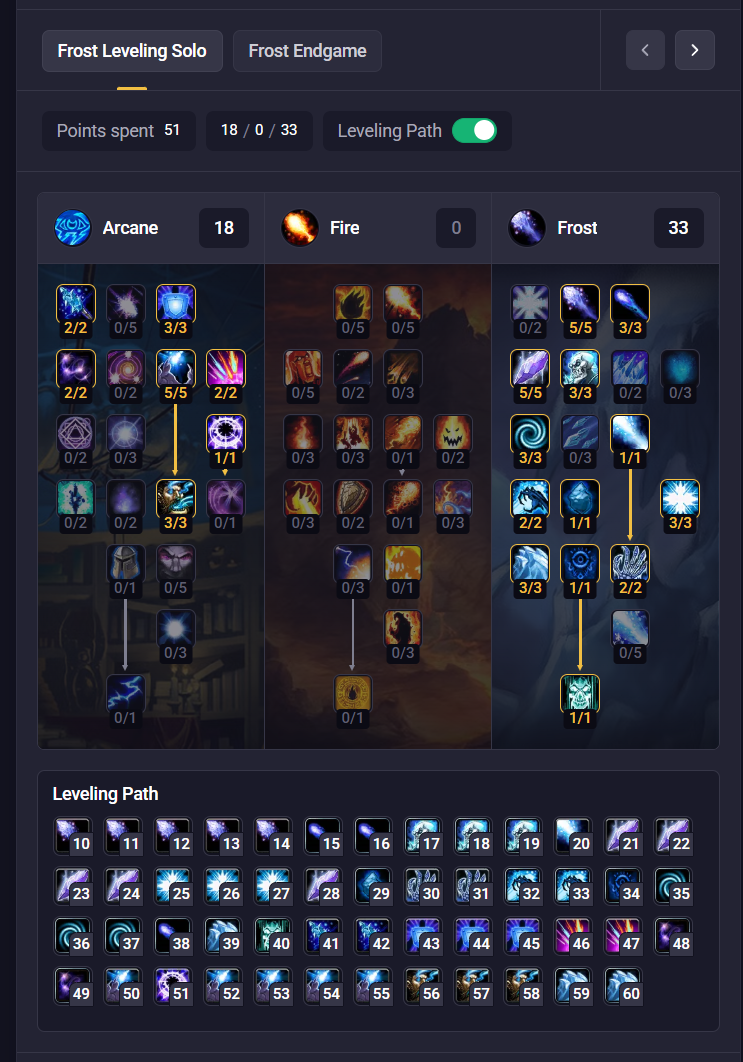 Frost Leveling Solo Frost Endgame
Points spent 51 18 / 0 / 33 Leveling Path
Arcane 18 Fire 0 Frost 33
2/2 0/5 3/3 0/5 0/5 0/2 5/5 3/3
2/2 0/2 5/5 2/2 0/5 0/2 0/3 5/5 3/3 0/2 0/3
0/2 0/3 1/1 0/3 0/3 0/1 0/2 3/3 0/3 1/1
0/2 0/2 3/3 0/1 0/3 0/2 0/1 0/3 2/2 1/1 3/3
0/1 0/5 0/3 0/1 3/3 1/1 2/2
0/3 0/3 0/5
0/1 0/1 1/1
Leveling Path
10 11 12 13 14 15 16 17 18 19 20 21 22
23 24 25 26 27 28 29 30 31 32 33 34 35
36 37 38 39 40 41 42 43 44 45 46 47 48
49 50 51 52 53 54 55 56 57 58 59 60